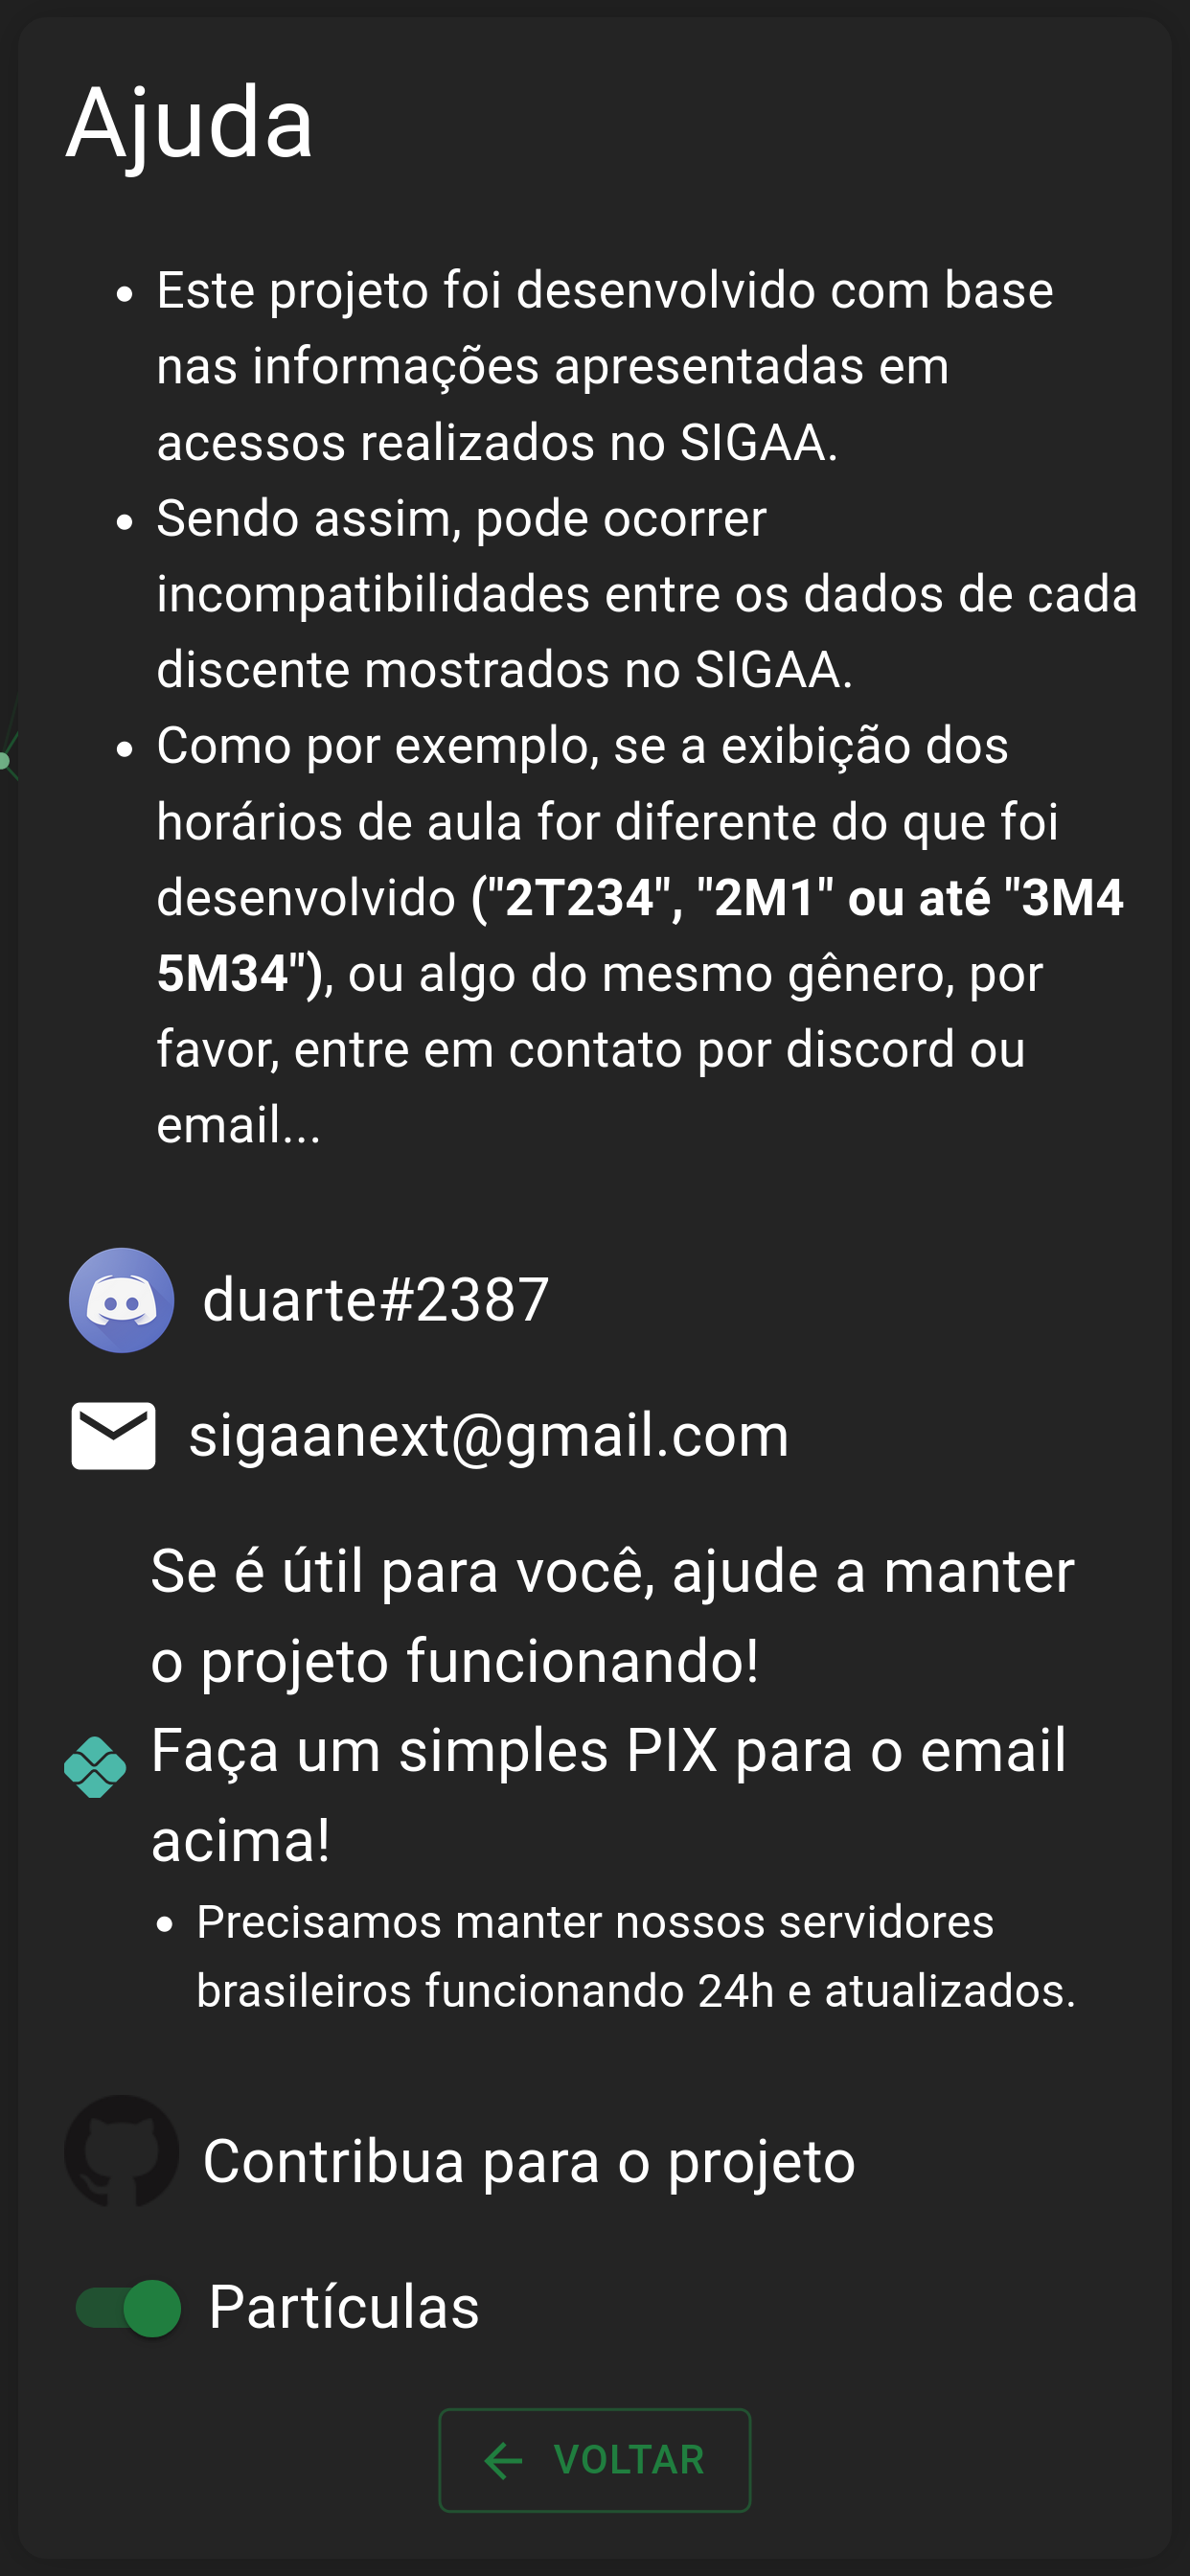 Ajuda
Este projeto foi desenvolvido com base
nas informações apresentadas em
acessos realizados no SIGAA.
Sendo assim, pode ocorrer
incompatibilidades entre os dados de cada
discente mostrados no SIGAA.
Como por exemplo, se a exibição dos
horários de aula for diferente do que foi
desenvolvido ("2T234", "2M1" ou até "3M4
5M34"), ou algo do mesmo gênero, por
favor, entre em contato por discord ou
email...
duarte#2387
sigaanext@gmail.com
Se é útil para você, ajude a manter
o projeto funcionando!
Faça um simples PIX para o email
acima!
Precisamos manter nossos servidores
brasileiros funcionando 24h e atualizados.
Contribua para o projeto
Partículas
VOLTAR